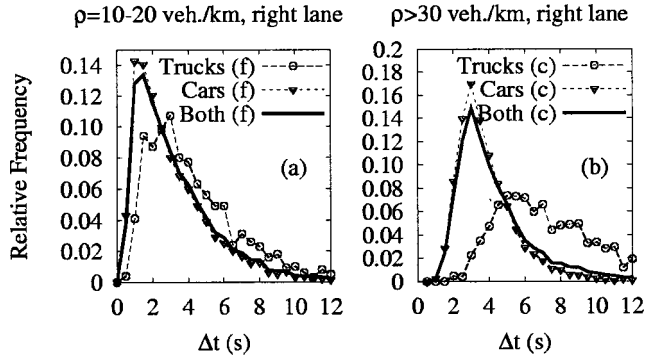 ρ=10-20 veh./km, right lane
ρ>30 veh./km, right lane
Relative Frequency
0.14
0.12
0.1
0.08
0.06
0.04
0.02
0
Trucks (f)
Cars (f)
Both (f)
(a)
0 2 4 6 8 10 12
Δt (s)
0.2
0.18
0.16
0.14
0.12
0.1
0.08
0.06
0.04
0.02
0
Trucks (c)
Cars (c)
Both (c)
(b)
0 2 4 6 8 10 12
Δt (s)